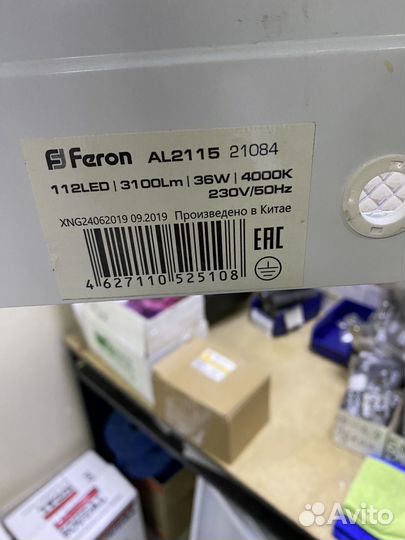 Feron AL2115 21084
112LED | 3100Lm | 36W | 4000K
230V/50Hz
XNG24062019 09.2019 Произведено в Китае
EAC
4 627110 525108
Avito